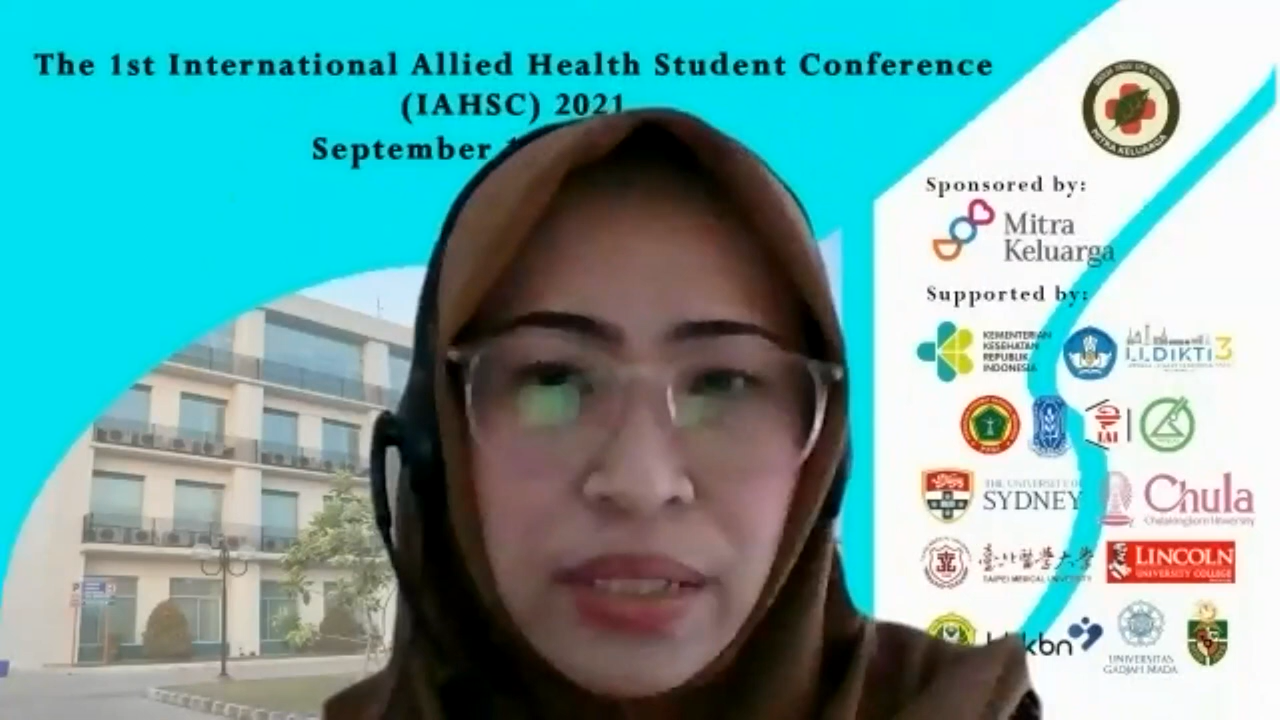 The 1st International Allied Health Student Conference
(IAHSC) 2021
September
MITRA KELUARGA
Sponsored by:
Mitra
Keluarga
Supported by:
KEMENTERIAN
KESEHATAN
REPUBLIK
INDONESIA
LLDIKTI 3
IAI
THE UNIVERSITY OF
SYDNEY
Chula
Chulalongkorn University
臺北醫學大學
TAIPEI MEDICAL UNIVERSITY
LINCOLN
UNIVERSITY COLLEGE
kbn
UNIVERSITAS
GADJAH MADA